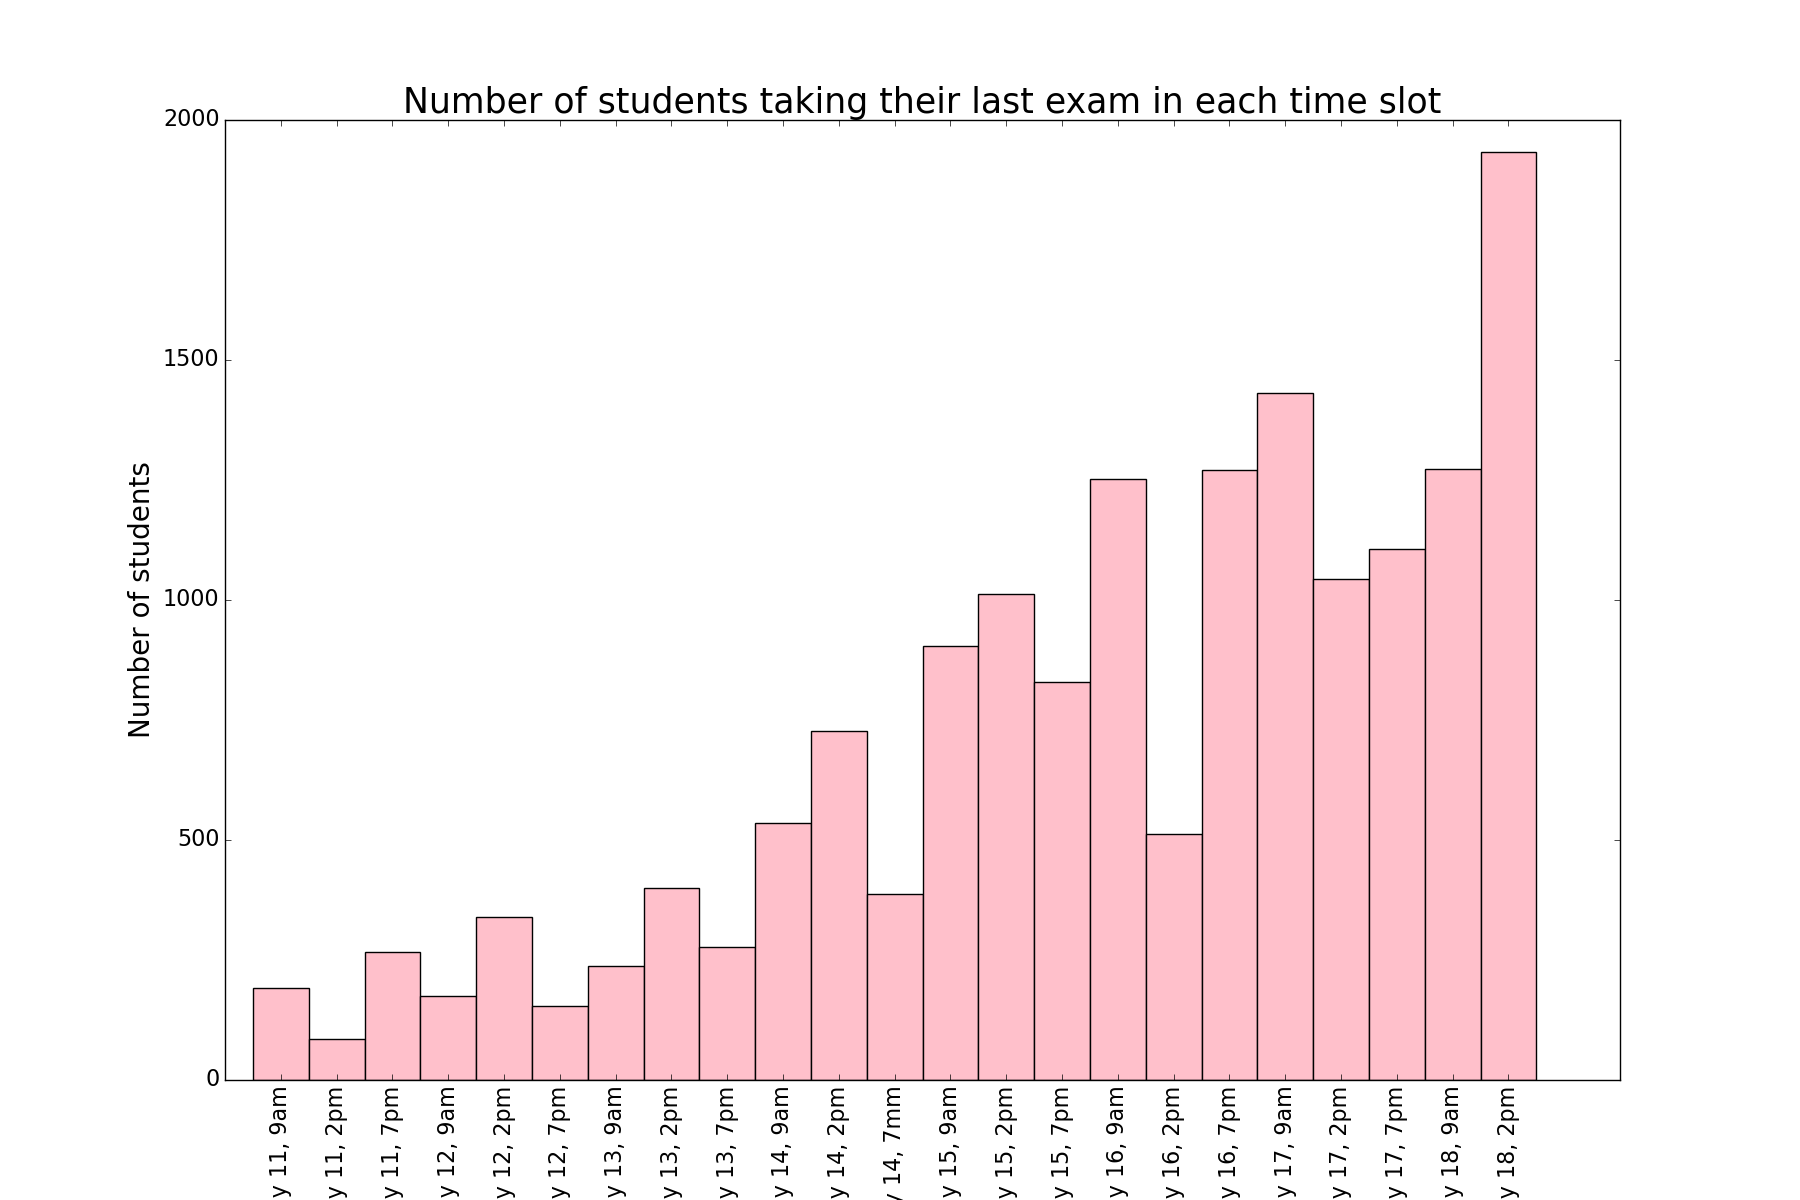 Number of students taking their last exam in each time slot
Number of students
2000
1500
1000
500
0
y 11, 9am
y 11, 2pm
y 11, 7pm
y 12, 9am
y 12, 2pm
y 12, 7pm
y 13, 9am
y 13, 2pm
y 13, 7pm
y 14, 9am
y 14, 2pm
y 14, 7mm
y 15, 9am
y 15, 2pm
y 15, 7pm
y 16, 9am
y 16, 2pm
y 16, 7pm
y 17, 9am
y 17, 2pm
y 17, 7pm
y 18, 9am
y 18, 2pm